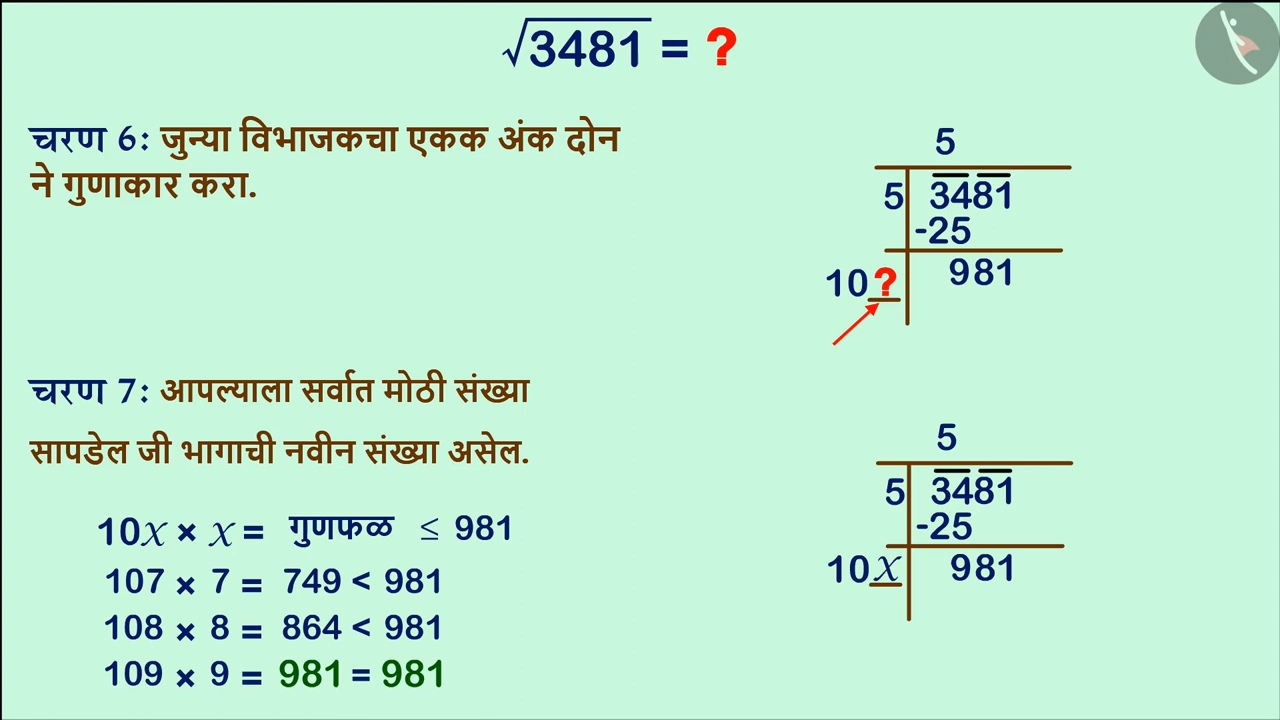 √3481 = ?
चरण 6: जुन्या विभाजकचा एकक अंक दोन
ने गुणाकार करा.
5
5 3481
-25
10? 981
चरण 7: आपल्याला सर्वात मोठी संख्या
सापडेल जी भागाची नवीन संख्या असेल.
10x × x = गुणफळ ≤ 981
107 × 7 = 749 < 981
108 × 8 = 864 < 981
109 × 9 = 981 = 981
5
5 3481
-25
10x 981